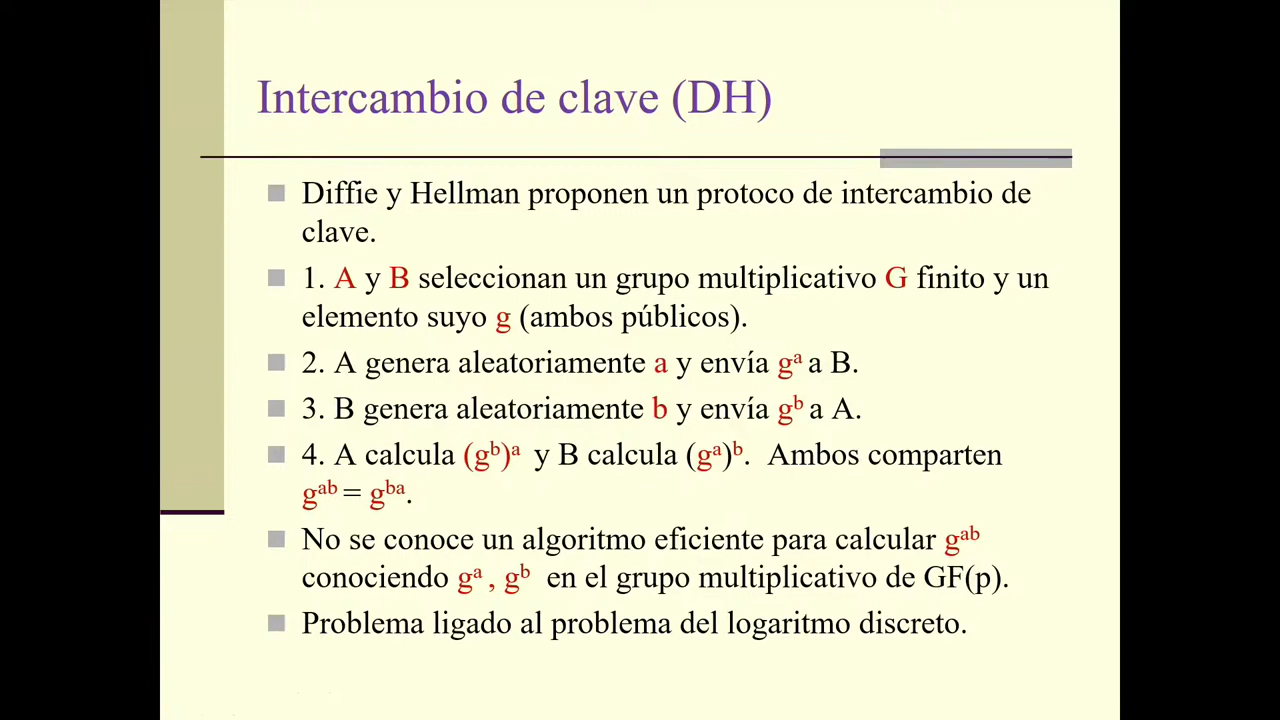 Intercambio de clave (DH)
Diffie y Hellman proponen un protoco de intercambio de
clave.
1. A y B seleccionan un grupo multiplicativo G finito y un
elemento suyo g (ambos públicos).
2. A genera aleatoriamente a y envía gᵃ a B.
3. B genera aleatoriamente b y envía gᵇ a A.
4. A calcula (gᵇ)ᵃ y B calcula (gᵃ)ᵇ. Ambos comparten
gᵃᵇ = gᵇᵃ.
No se conoce un algoritmo eficiente para calcular gᵃᵇ
conociendo gᵃ , gᵇ en el grupo multiplicativo de GF(p).
Problema ligado al problema del logaritmo discreto.